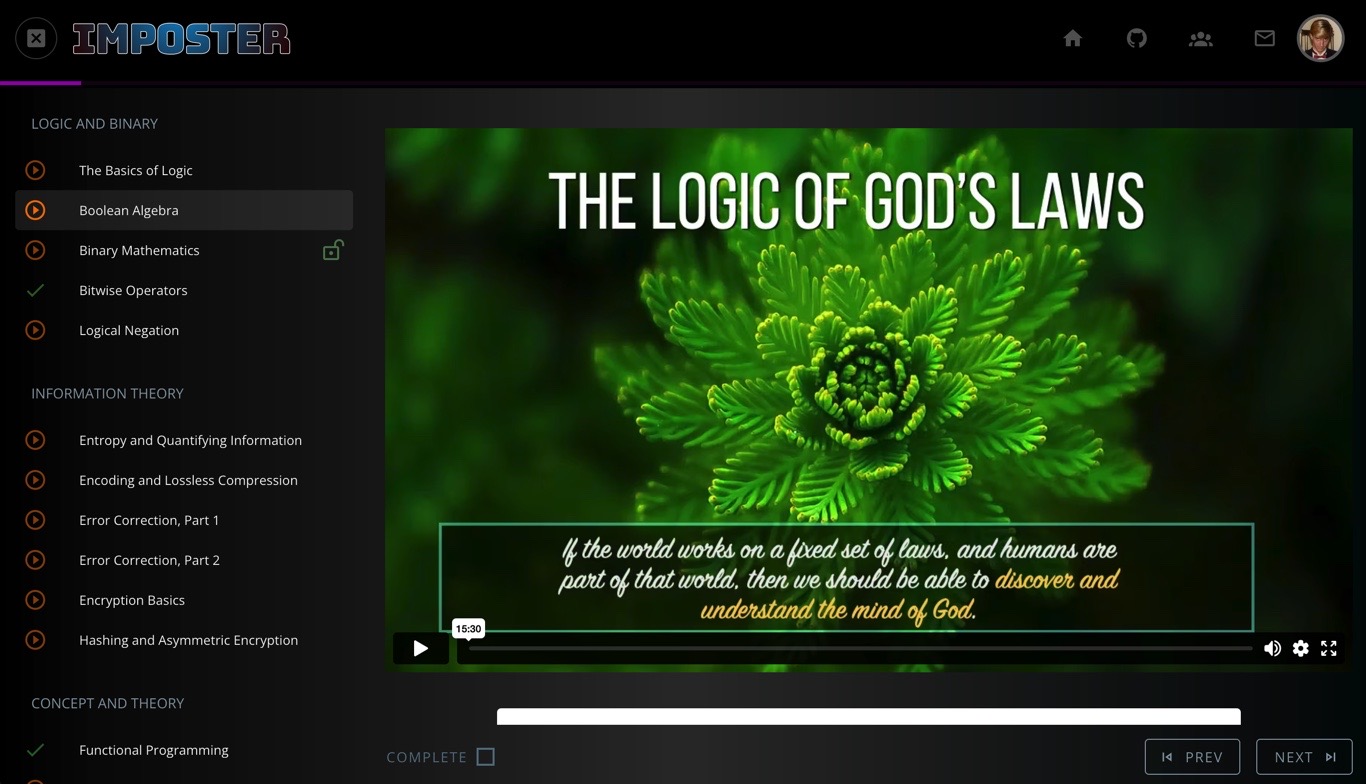 IMPOSTER
LOGIC AND BINARY
The Basics of Logic
Boolean Algebra
Binary Mathematics
Bitwise Operators
Logical Negation
INFORMATION THEORY
Entropy and Quantifying Information
Encoding and Lossless Compression
Error Correction, Part 1
Error Correction, Part 2
Encryption Basics
Hashing and Asymmetric Encryption
CONCEPT AND THEORY
Functional Programming
THE LOGIC OF GOD'S LAWS
If the world works on a fixed set of laws, and humans are
part of that world, then we should be able to discover and
understand the mind of God.
15:30
COMPLETE
PREV
NEXT